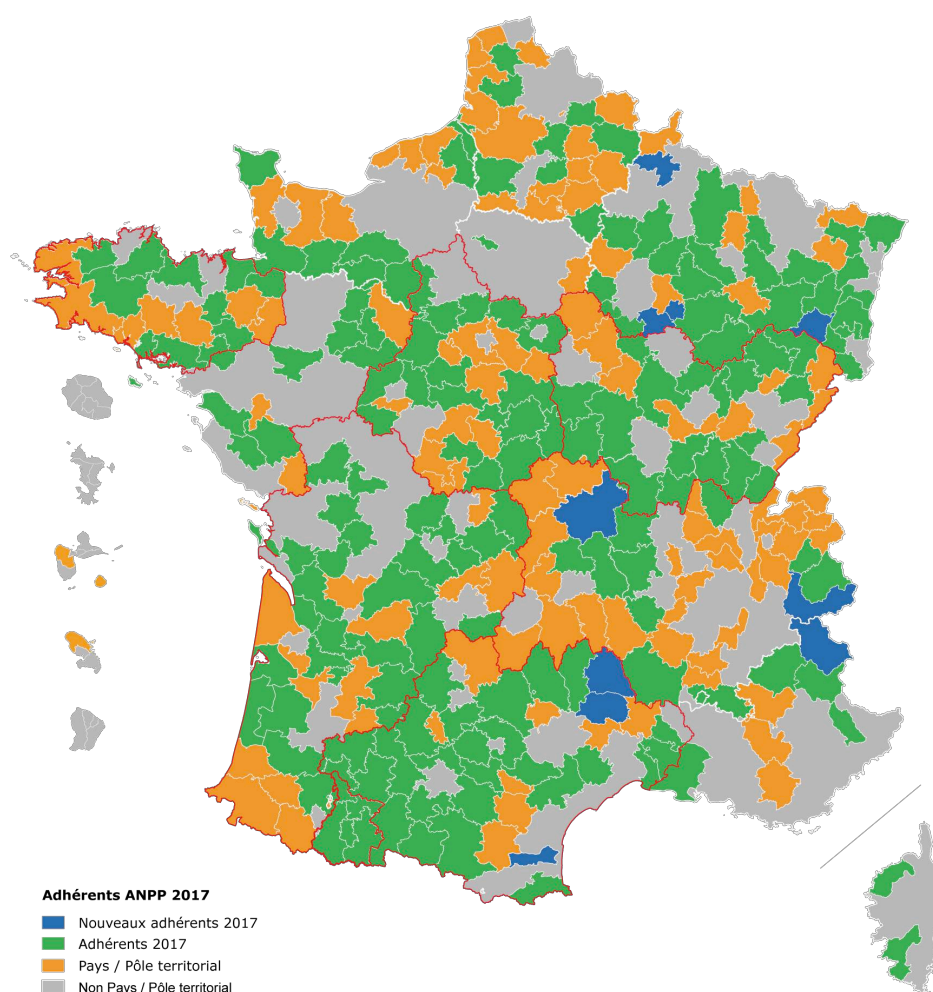 Adhérents ANPP 2017
Nouveaux adhérents 2017
Adhérents 2017
Pays / Pôle territorial
Non Pays / Pôle territorial